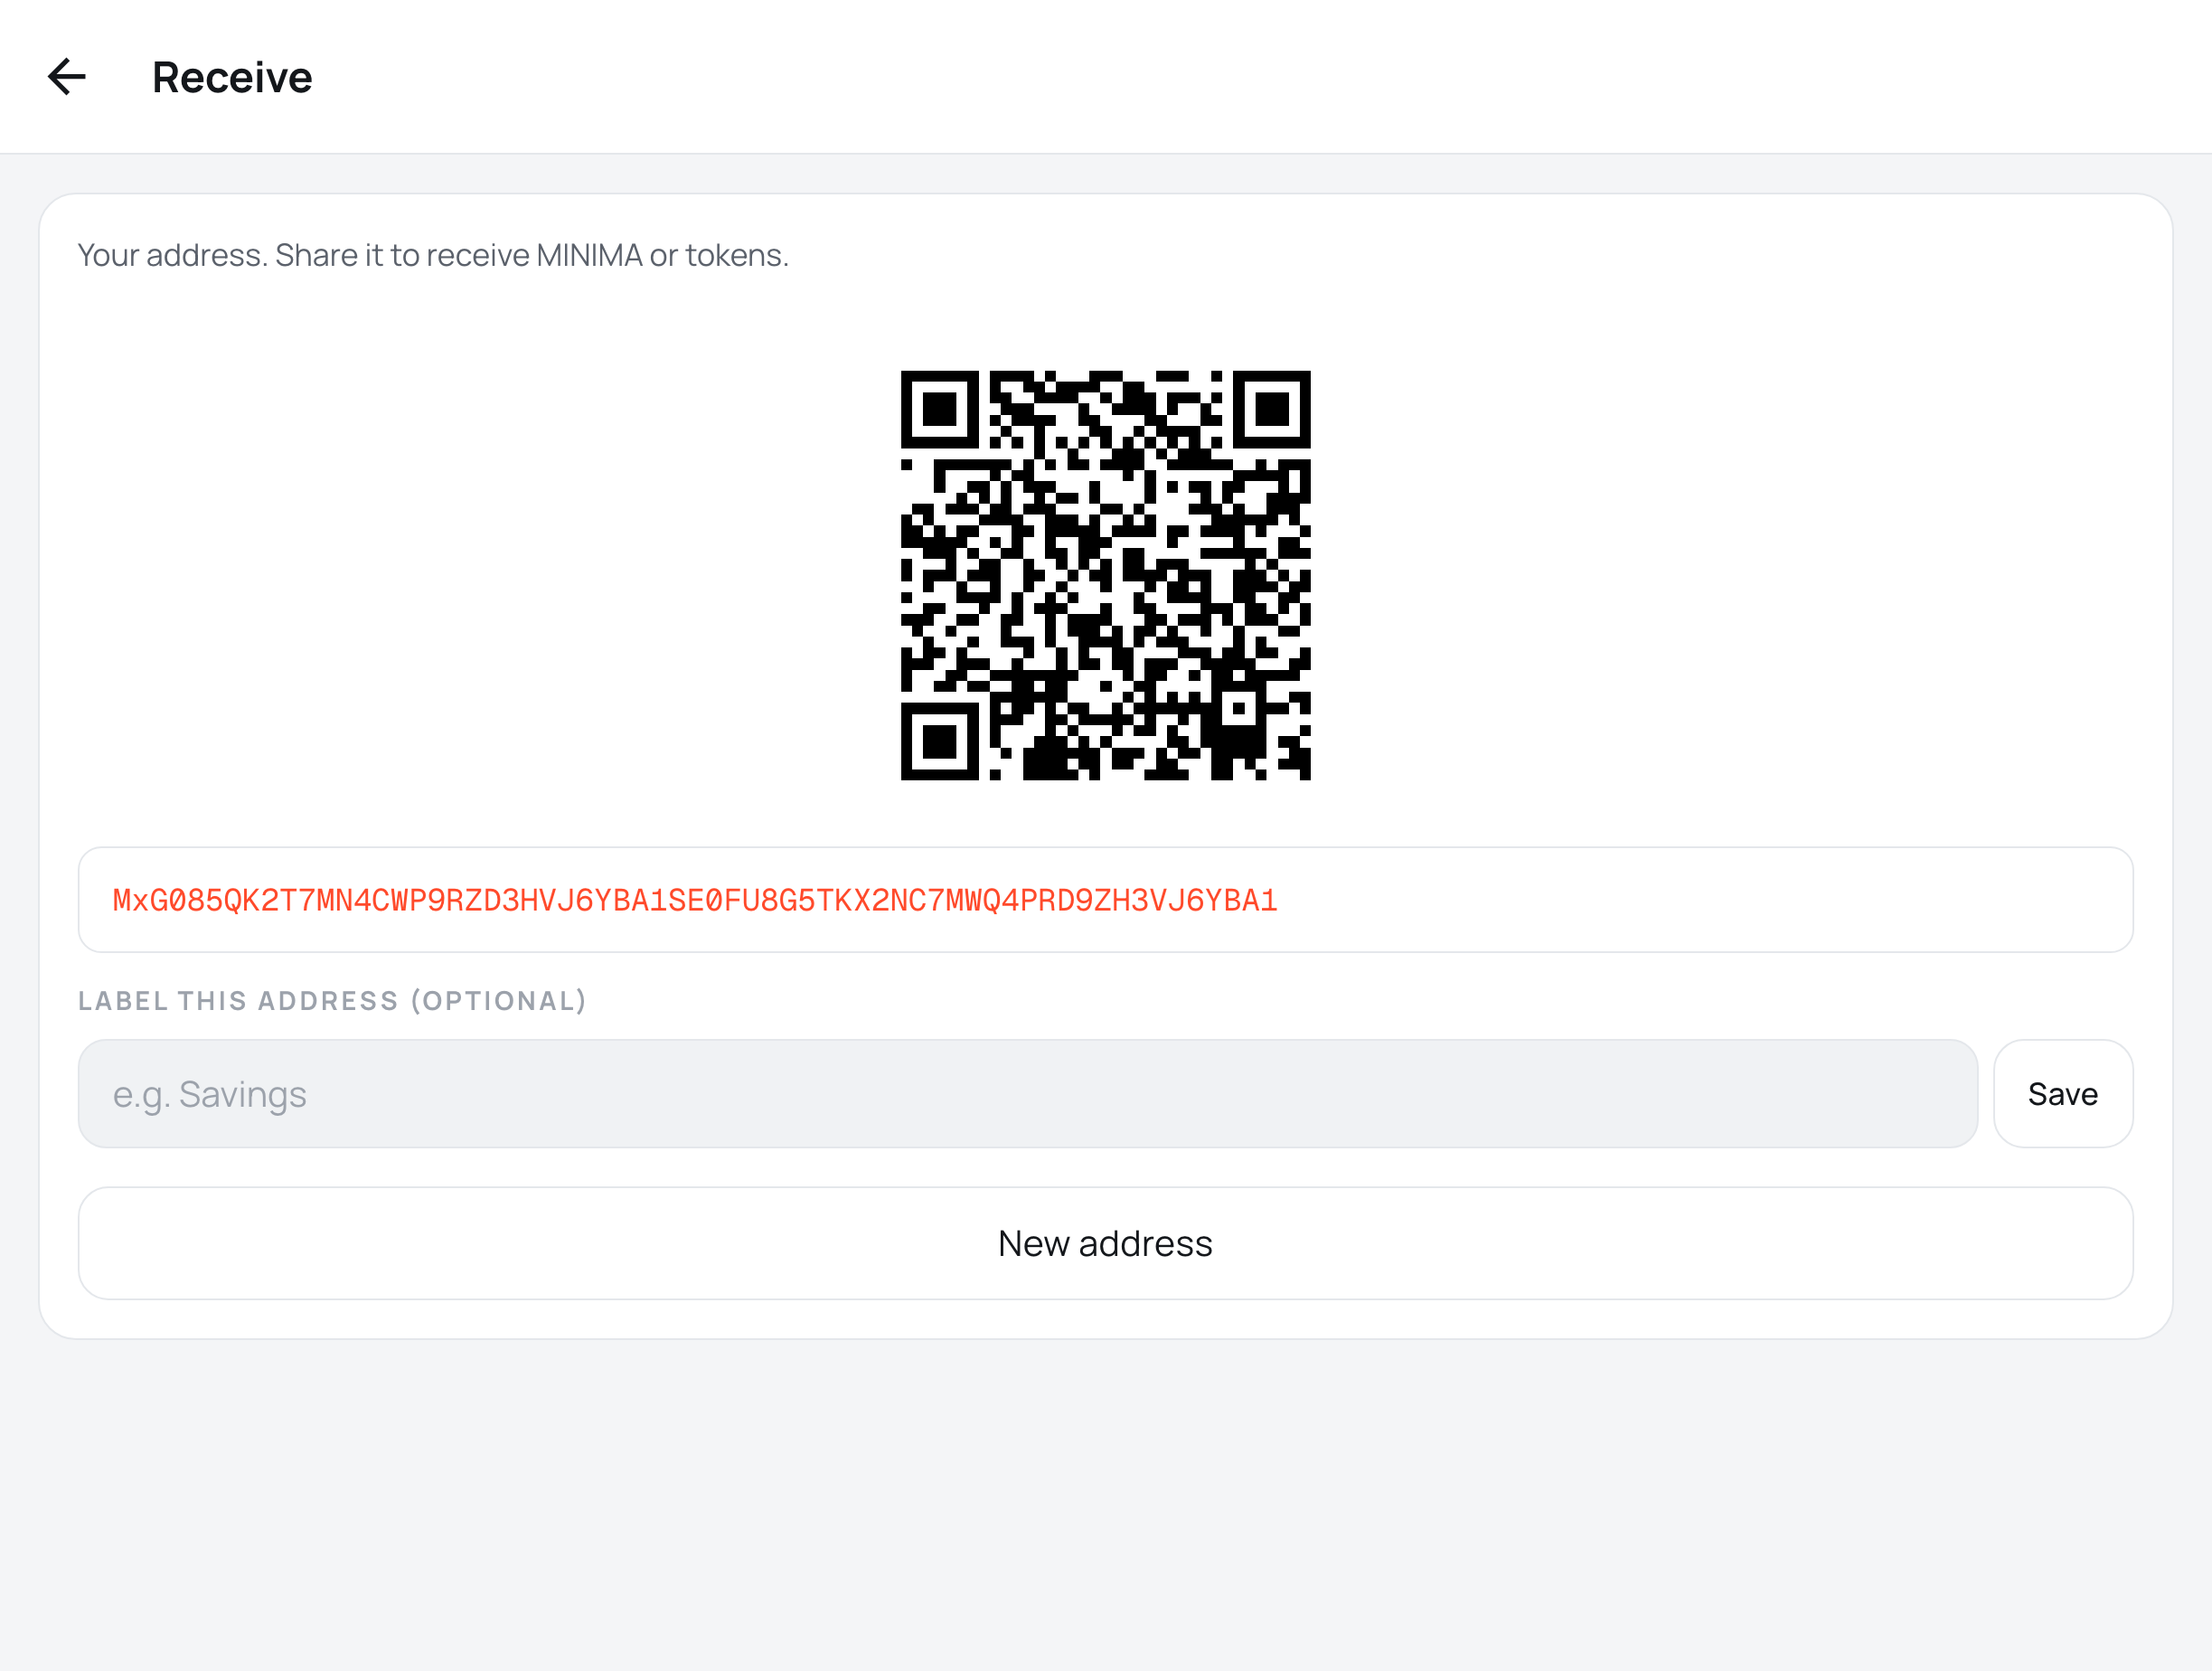 Receive
Your address. Share it to receive MINIMA or tokens.
MxG085QK2T7MN4CWP9RZD3HVJ6YBA1SE0FU8G5TKX2NC7MWQ4PRD9ZH3VJ6YBA1
LABEL THIS ADDRESS (OPTIONAL)
e.g. Savings
Save
New address